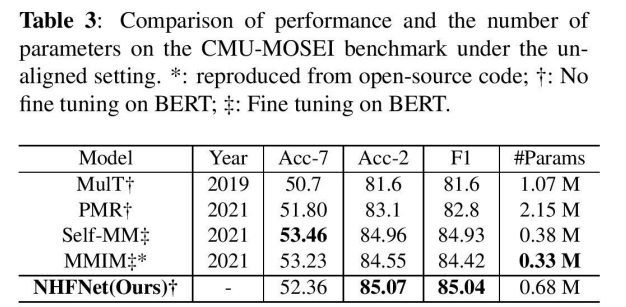 Table 3: Comparison of performance and the number of
parameters on the CMU-MOSEI benchmark under the un-
aligned setting. *: reproduced from open-source code; †: No
fine tuning on BERT; ‡: Fine tuning on BERT.
Model Year Acc-7 Acc-2 F1 #Params
MulT† 2019 50.7 81.6 81.6 1.07 M
PMR† 2021 51.80 83.1 82.8 2.15 M
Self-MM‡ 2021 53.46 84.96 84.93 0.38 M
MMIM‡* 2021 53.23 84.55 84.42 0.33 M
NHFNet(Ours)† - 52.36 85.07 85.04 0.68 M